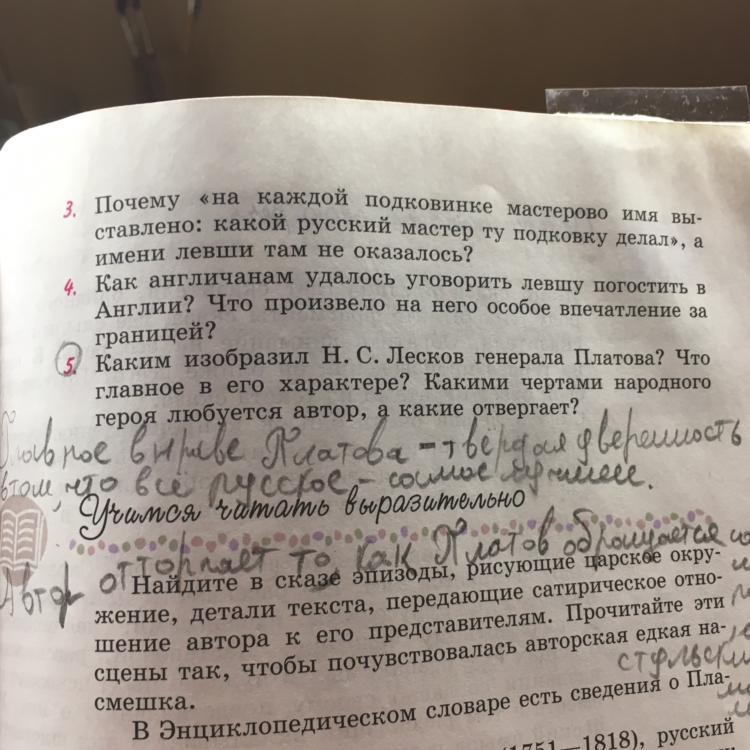 3. Почему «на каждой подковинке мастерово имя вы-
ставлено: какой русский мастер ту подковку делал», а
имени левши там не оказалось?
4. Как англичанам удалось уговорить левшу погостить в
Англии? Что произвело на него особое впечатление за
границей?
5. Каким изобразил Н. С. Лесков генерала Платова? Что
главное в его характере? Какими чертами народного
героя любуется автор, а какие отвергает?
Главное в нраве Платова – твёрдая уверенность
в том, что всё русское – самое лучшее.
Учимся читать выразительно
Автор отторгает то, как Платов обращается
Найдите в сказе эпизоды, рисующие царское окру-
жение, детали текста, передающие сатирическое отно-
шение автора к его представителям. Прочитайте эти
сцены так, чтобы почувствовалась авторская едкая на-
смешка.
с тульским
В Энциклопедическом словаре есть сведения о Пла-
(1751—1818), русский